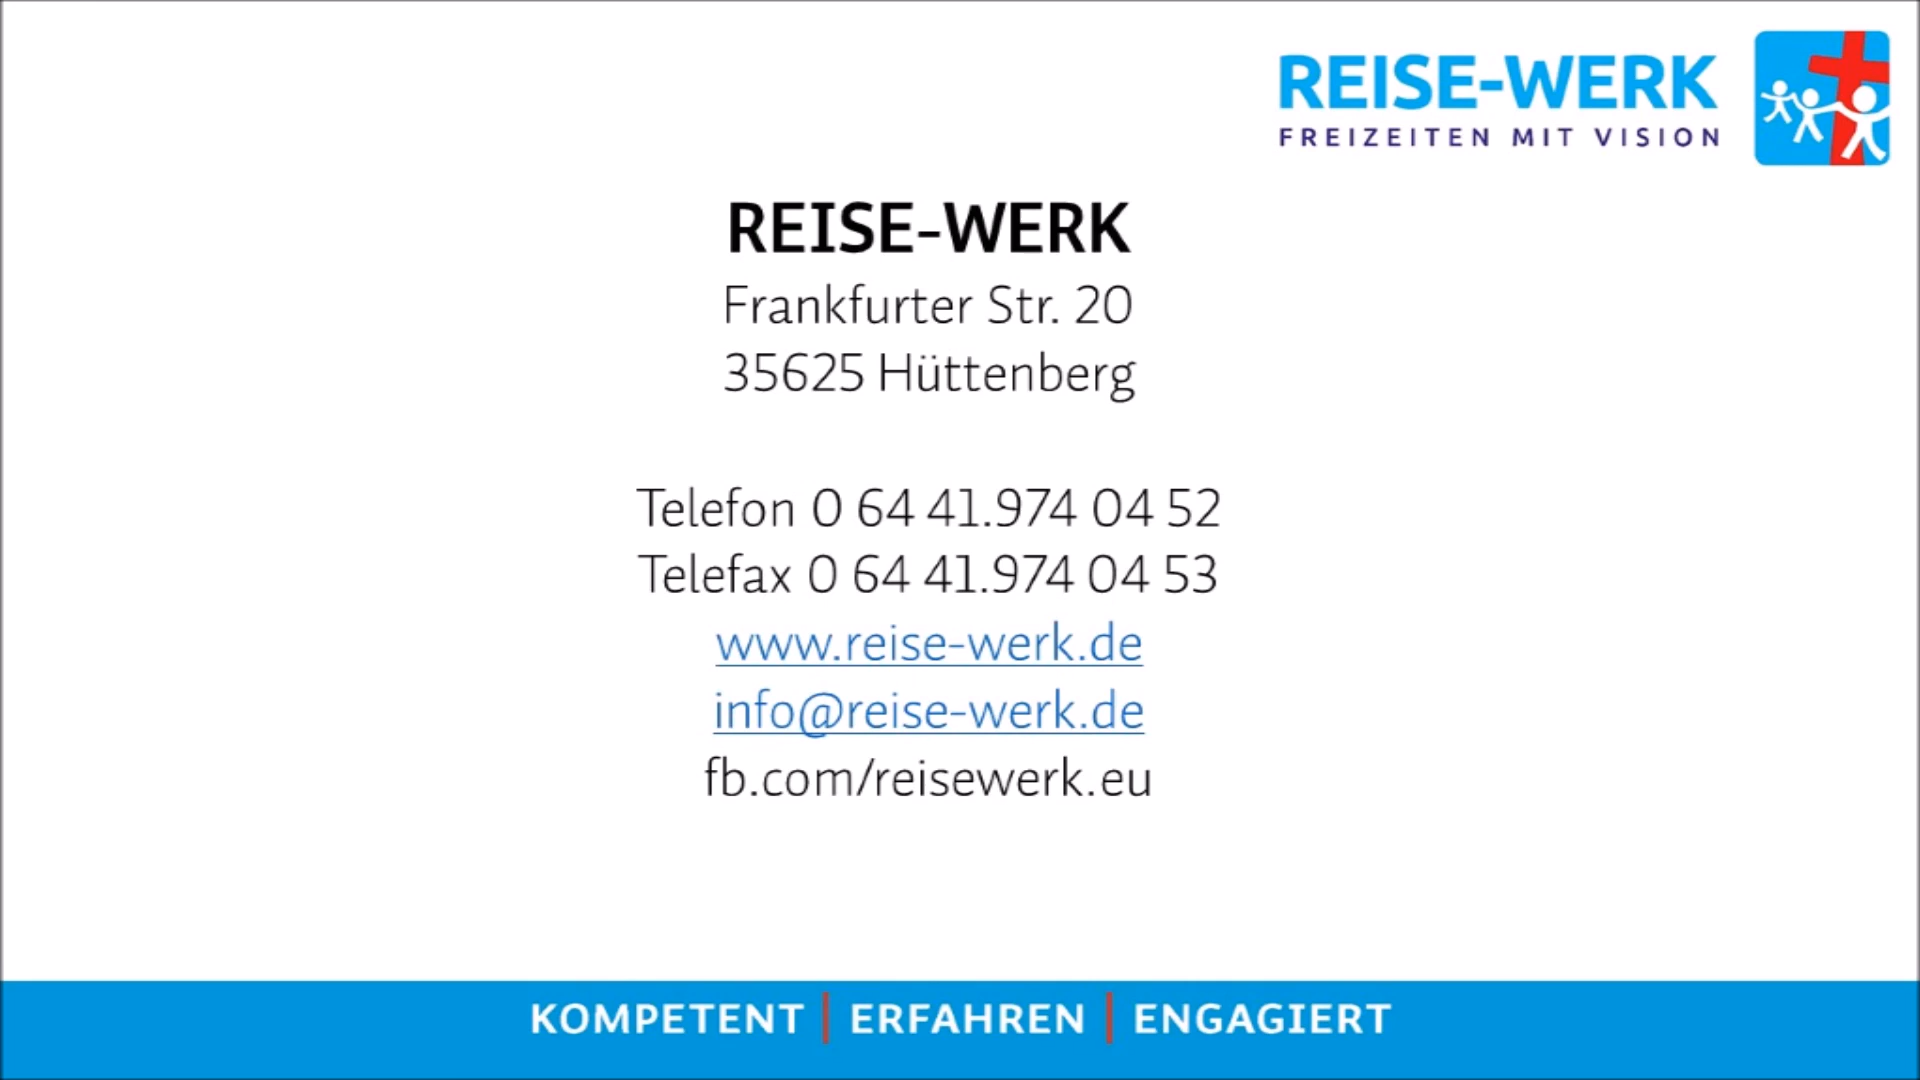 REISE-WERK
FREIZEITEN MIT VISION
REISE-WERK
Frankfurter Str. 20
35625 Hüttenberg
Telefon 0 64 41.974 04 52
Telefax 0 64 41.974 04 53
www.reise-werk.de
info@reise-werk.de
fb.com/reisewerk.eu
KOMPETENT | ERFAHREN | ENGAGIERT